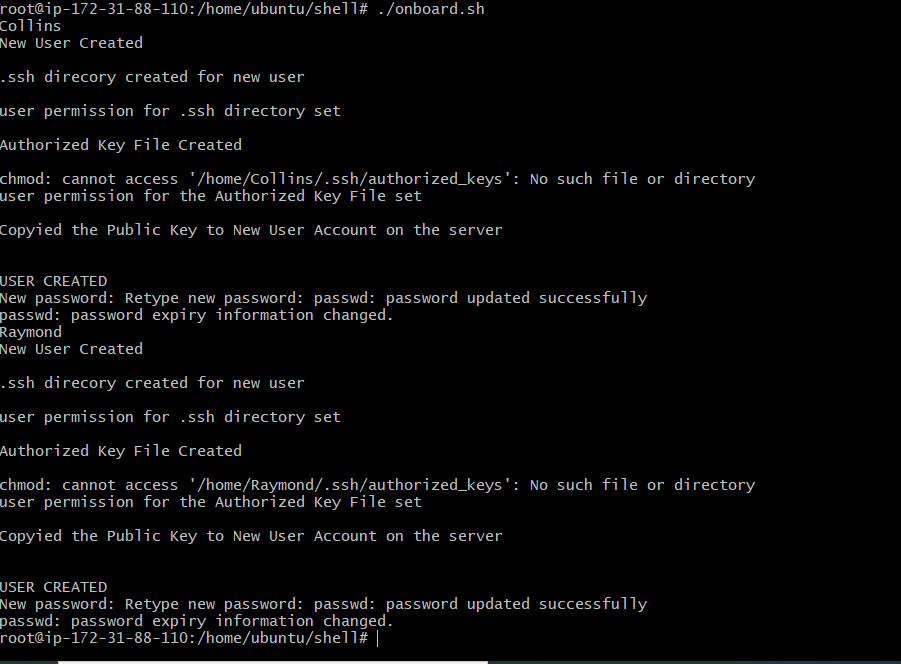 root@ip-172-31-88-110:/home/ubuntu/shell# ./onboard.sh
Collins
New User Created
.ssh direcory created for new user
user permission for .ssh directory set
Authorized Key File Created
chmod: cannot access '/home/Collins/.ssh/authorized_keys': No such file or directory
user permission for the Authorized Key File set
Copyied the Public Key to New User Account on the server
USER CREATED
New password: Retype new password: passwd: password updated successfully
passwd: password expiry information changed.
Raymond
New User Created
.ssh direcory created for new user
user permission for .ssh directory set
Authorized Key File Created
chmod: cannot access '/home/Raymond/.ssh/authorized_keys': No such file or directory
user permission for the Authorized Key File set
Copyied the Public Key to New User Account on the server
USER CREATED
New password: Retype new password: passwd: password updated successfully
passwd: password expiry information changed.
root@ip-172-31-88-110:/home/ubuntu/shell#